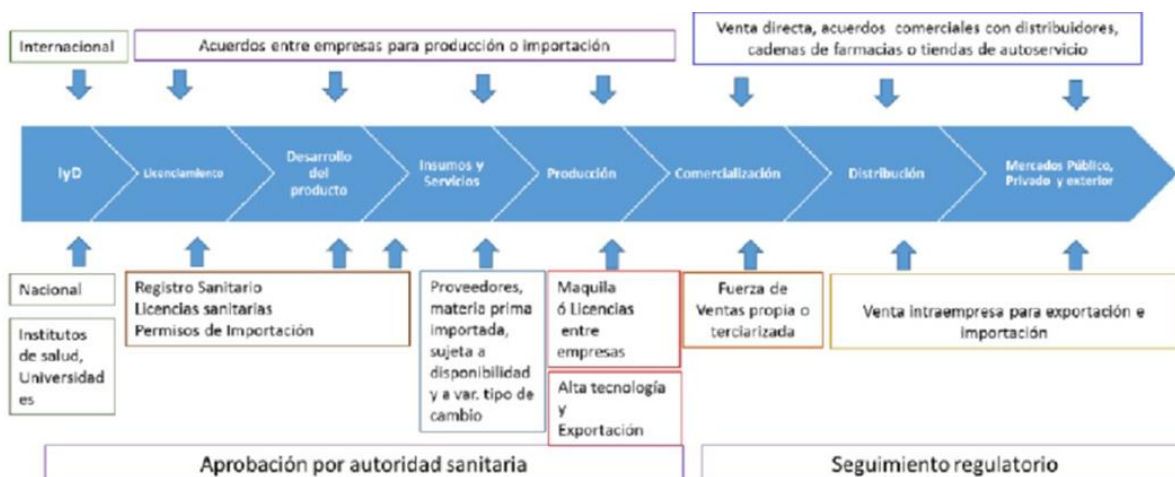 Internacional
Acuerdos entre empresas para producción o importación
Venta directa, acuerdos comerciales con distribuidores,
cadenas de farmacias o tiendas de autoservicio
IyD
Licenciamiento
Desarrollo
del
producto
Insumos y
Servicios
Producción
Comercialización
Distribución
Mercados Público,
Privado y exterior
Nacional
Institutos
de salud,
Universidad
es
Registro Sanitario
Licencias sanitarias
Permisos de Importación
Proveedores,
materia prima
importada,
sujeta a
disponibilidad
y a var. tipo de
cambio
Maquila
ó Licencias
entre
empresas
Alta tecnología
y
Exportación
Fuerza de
Ventas propia o
terciarizada
Venta intraempresa para exportación e
importación
Aprobación por autoridad sanitaria
Seguimiento regulatorio